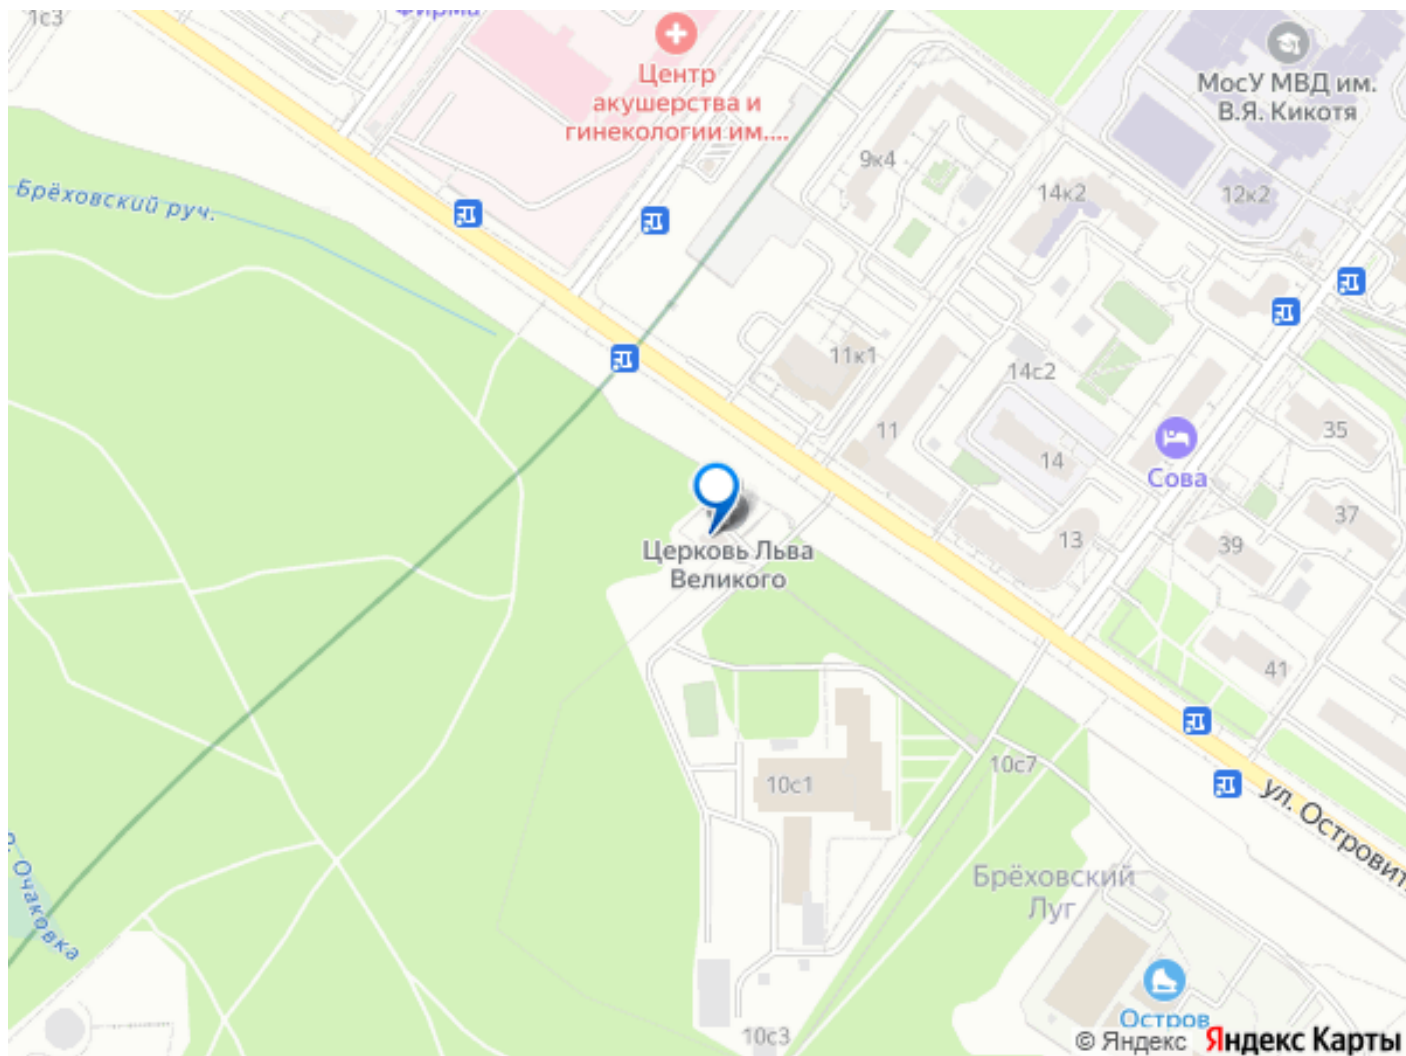 1с3
Фирма
Центр
акушерства и
гинекологии им....
МосУ МВД им.
В.Я. Кикотя
9к4
14к2
12к2
Брёховский руч.
11к1
14с2
11
14
35
Сова
37
39
13
Церковь Льва
Великого
41
10с1
10с7
ул. Островит
Брёховский
Луг
р. Очаковка
Остров
10с3
© Яндекс Яндекс Карты